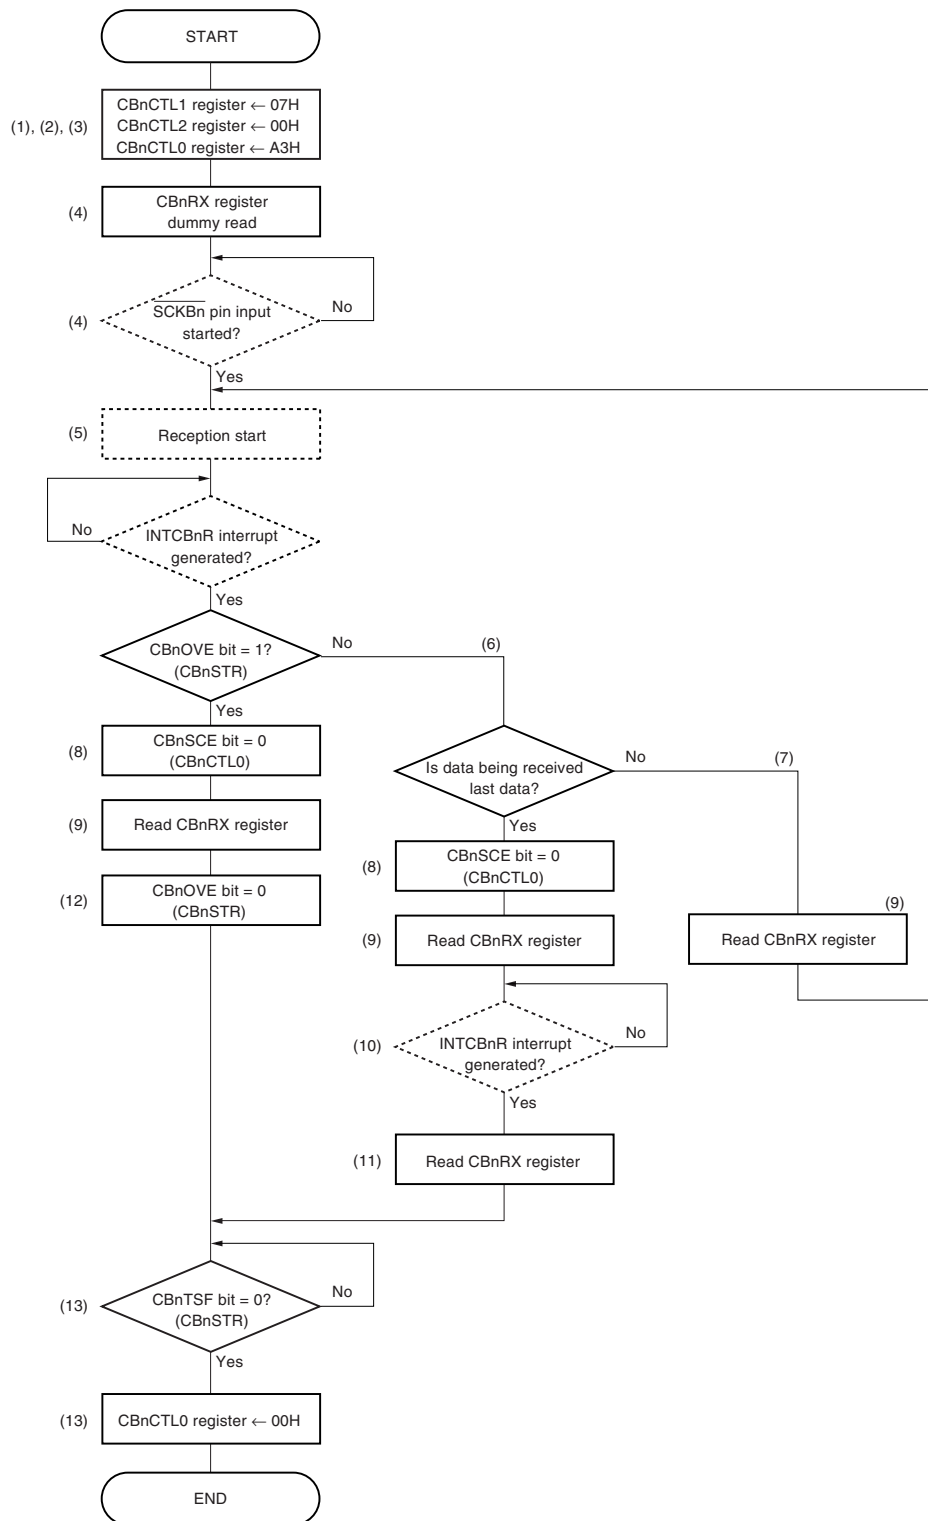 START
(1), (2), (3)
CBnCTL1 register ← 07H
CBnCTL2 register ← 00H
CBnCTL0 register ← A3H
(4)
CBnRX register
dummy read
(4)
SCKBn pin input
started?
No
Yes
(5)
Reception start
No
INTCBnR interrupt
generated?
Yes
CBnOVE bit = 1?
(CBnSTR)
No
(6)
Yes
(8)
CBnSCE bit = 0
(CBnCTL0)
Is data being received
last data?
No
(7)
Yes
(9)
Read CBnRX register
(8)
CBnSCE bit = 0
(CBnCTL0)
(12)
CBnOVE bit = 0
(CBnSTR)
(9)
Read CBnRX register
(9)
Read CBnRX register
(10)
INTCBnR interrupt
generated?
No
Yes
(11)
Read CBnRX register
(13)
CBnTSF bit = 0?
(CBnSTR)
No
Yes
(13)
CBnCTL0 register ← 00H
END